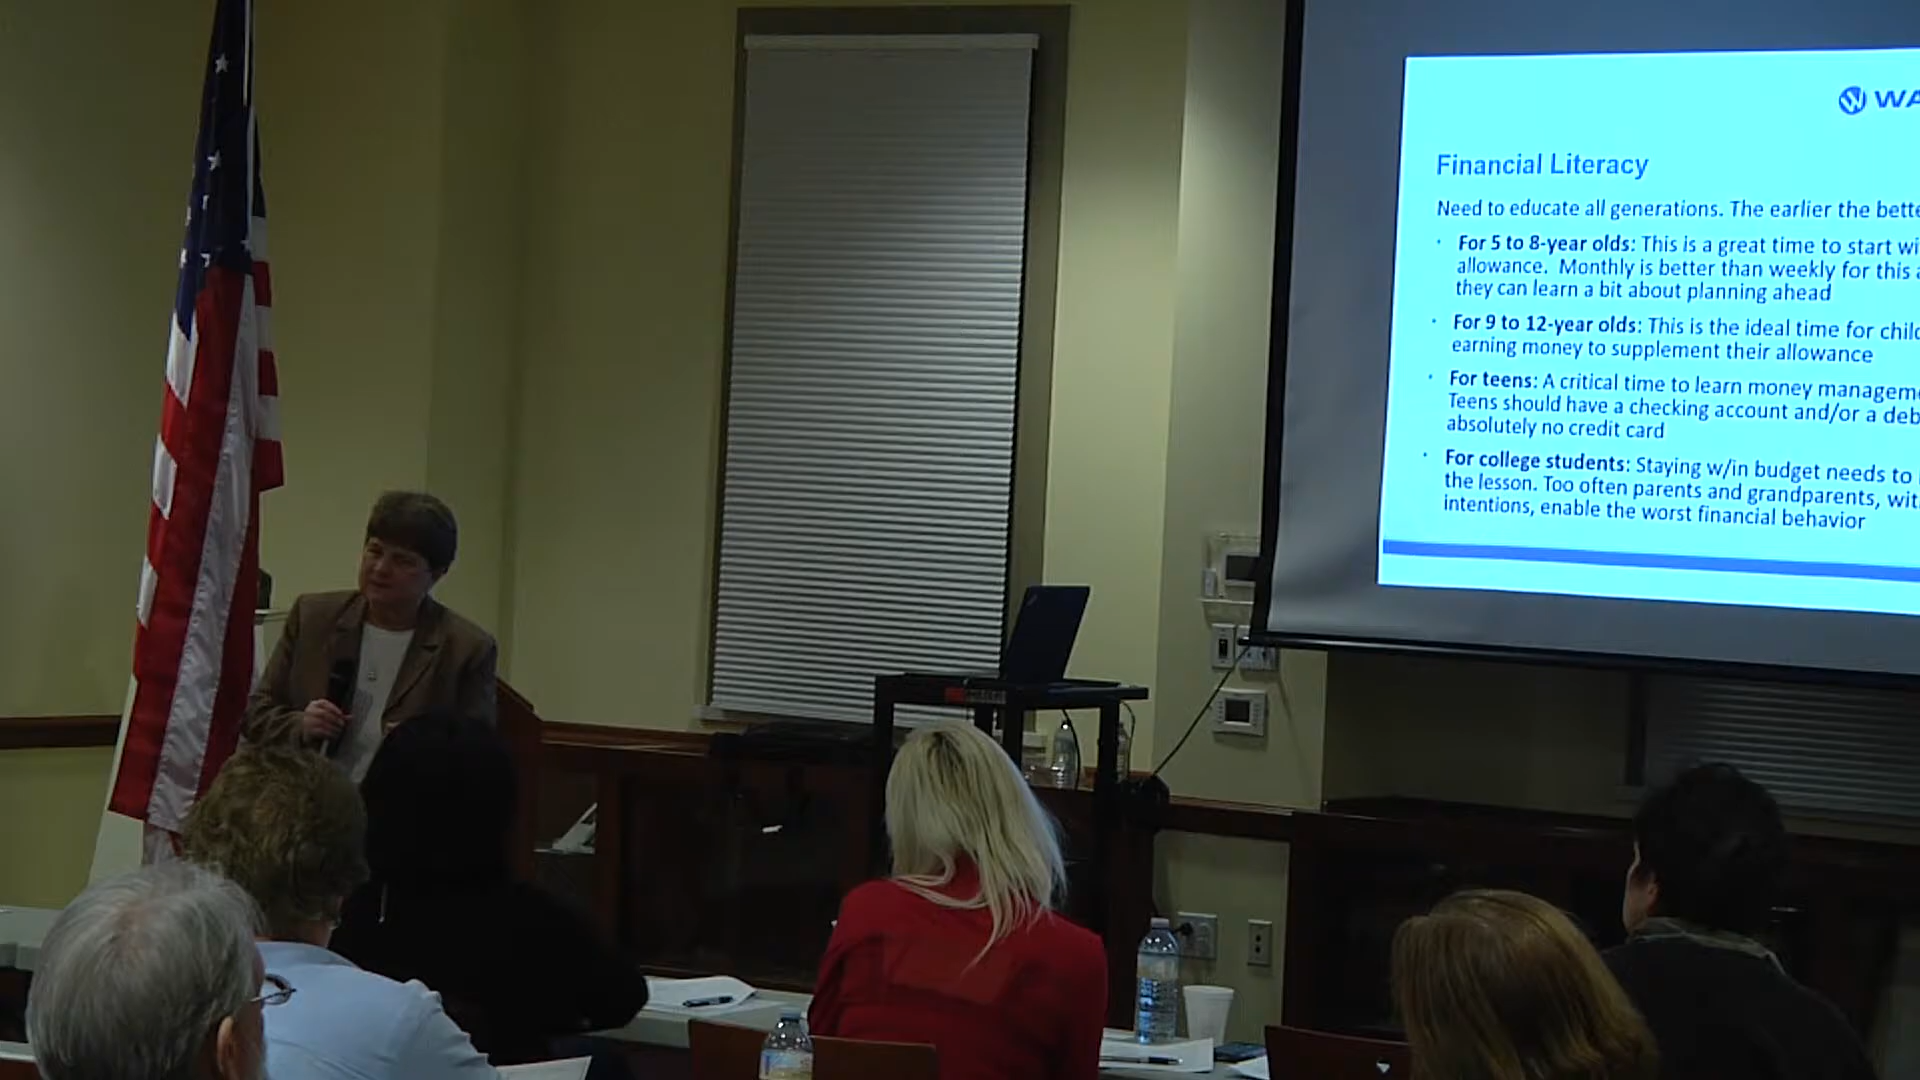 WA
Financial Literacy
Need to educate all generations. The earlier the bette
· For 5 to 8-year olds: This is a great time to start wi
allowance. Monthly is better than weekly for this a
they can learn a bit about planning ahead
· For 9 to 12-year olds: This is the ideal time for child
earning money to supplement their allowance
· For teens: A critical time to learn money manageme
Teens should have a checking account and/or a deb
absolutely no credit card
· For college students: Staying w/in budget needs to
the lesson. Too often parents and grandparents, wit
intentions, enable the worst financial behavior